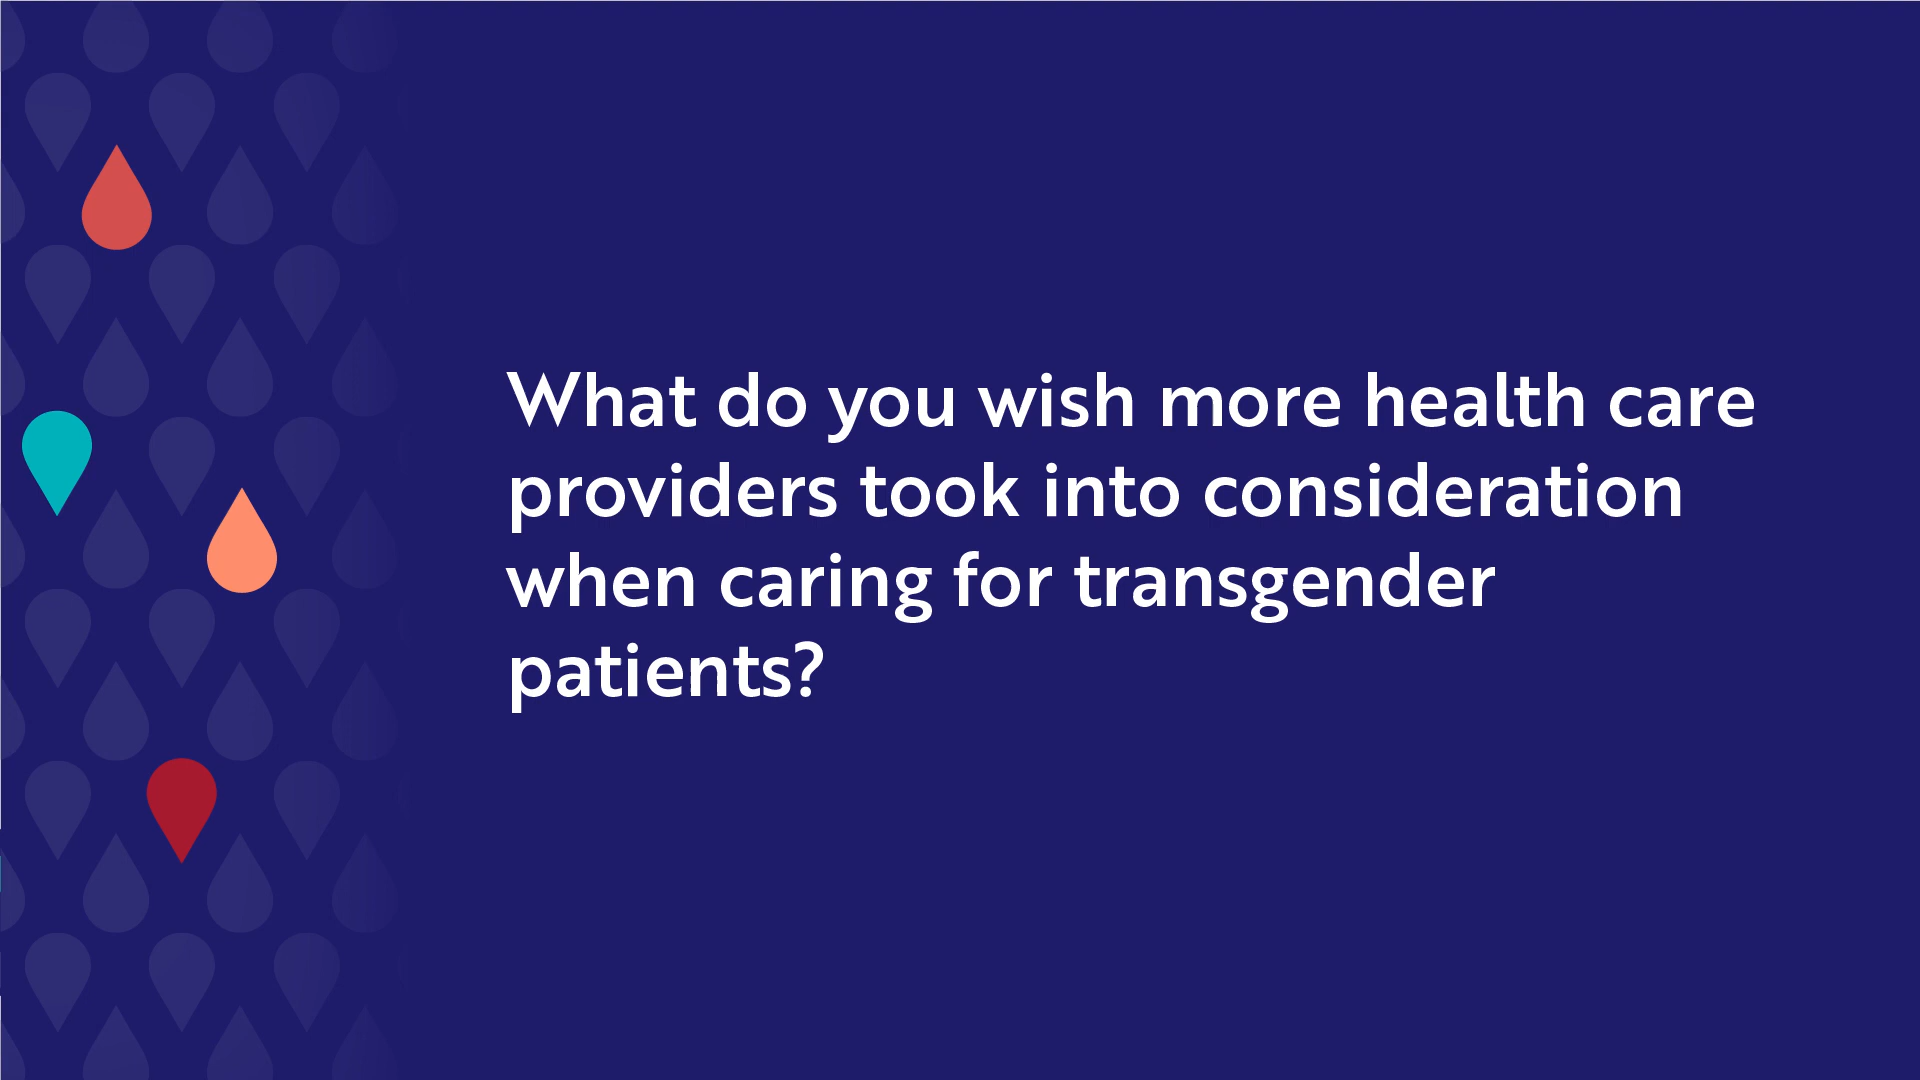 What do you wish more health care
providers took into consideration
when caring for transgender
patients?